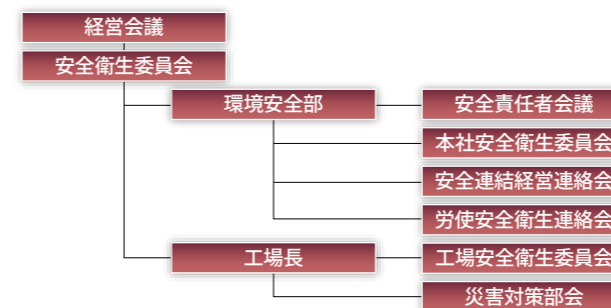 経営会議
安全衛生委員会
環境安全部
安全責任者会議
本社安全衛生委員会
安全連結経営連絡会
労使安全衛生連絡会
工場長
工場安全衛生委員会
災害対策部会